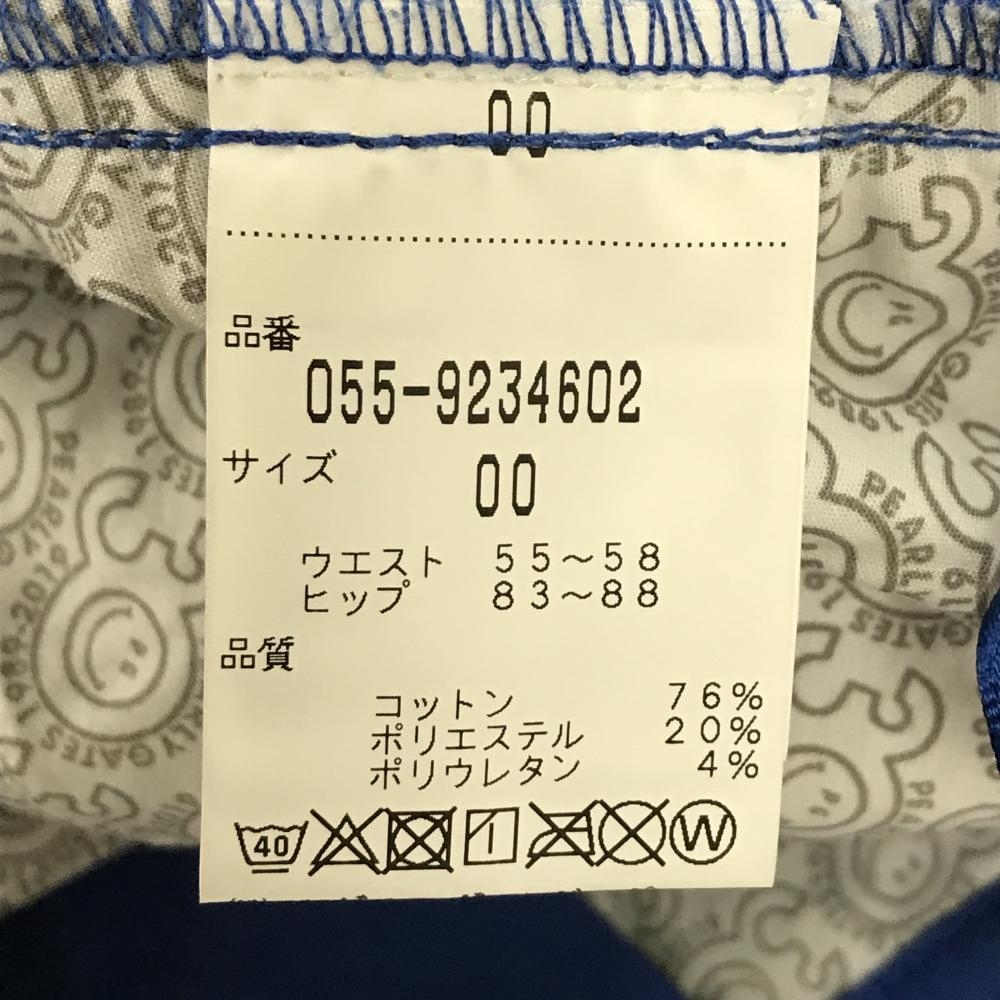 00
品番
055-9234602
サイズ 00
ウエスト 55～58
ヒップ 83～88
品質
コットン 76%
ポリエステル 20%
ポリウレタン 4%
40 W
PEARLY GATES 1989-2019